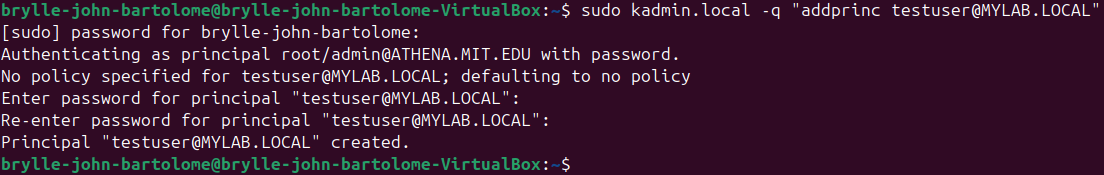 brylle-john-bartolome@brylle-john-bartolome-VirtualBox:~$ sudo kadmin.local -q "addprinc testuser@MYLAB.LOCAL"
[sudo] password for brylle-john-bartolome:
Authenticating as principal root/admin@ATHENA.MIT.EDU with password.
No policy specified for testuser@MYLAB.LOCAL; defaulting to no policy
Enter password for principal "testuser@MYLAB.LOCAL":
Re-enter password for principal "testuser@MYLAB.LOCAL":
Principal "testuser@MYLAB.LOCAL" created.
brylle-john-bartolome@brylle-john-bartolome-VirtualBox:~$